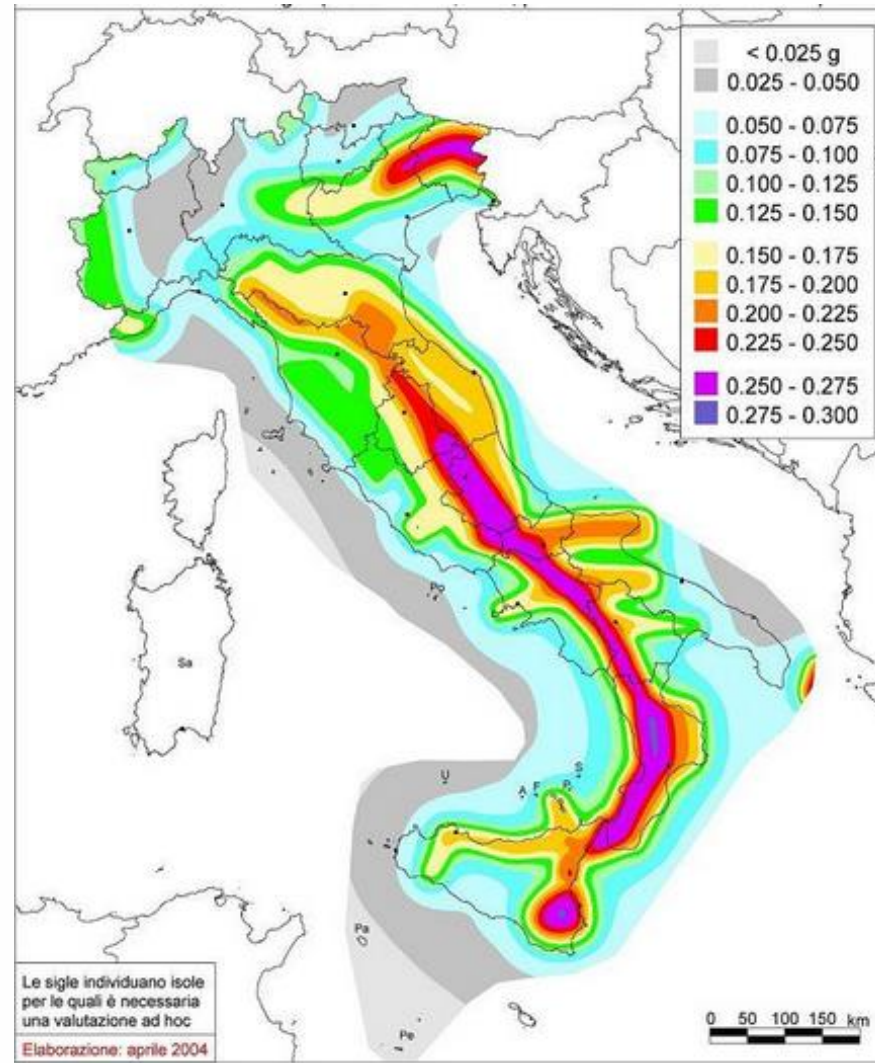 < 0.025 g
0.025 - 0.050
0.050 - 0.075
0.075 - 0.100
0.100 - 0.125
0.125 - 0.150
0.150 - 0.175
0.175 - 0.200
0.200 - 0.225
0.225 - 0.250
0.250 - 0.275
0.275 - 0.300
Po
Sa
U
A
F
P
S
Pa
Pe
Le sigle individuano isole
per le quali è necessaria
una valutazione ad hoc
Elaborazione: aprile 2004
0 50 100 150 km